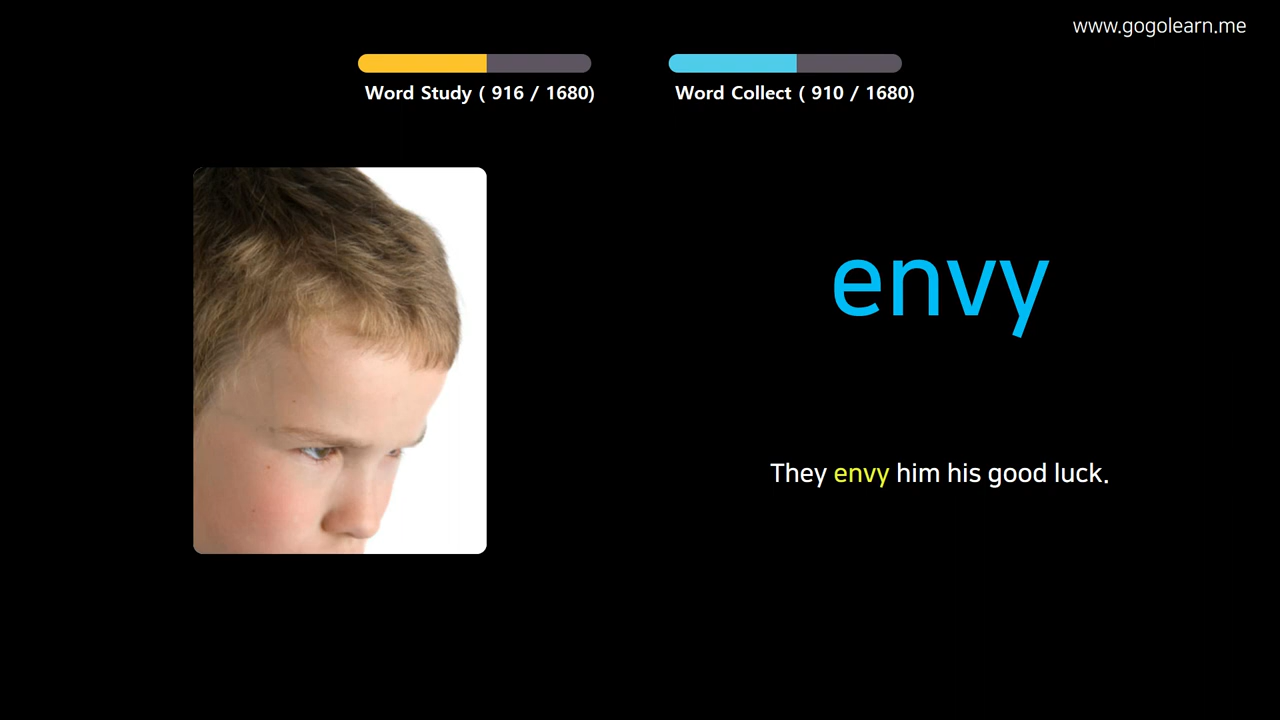 www.gogolearn.me
Word Study ( 916 / 1680)
Word Collect ( 910 / 1680)
envy
They envy him his good luck.